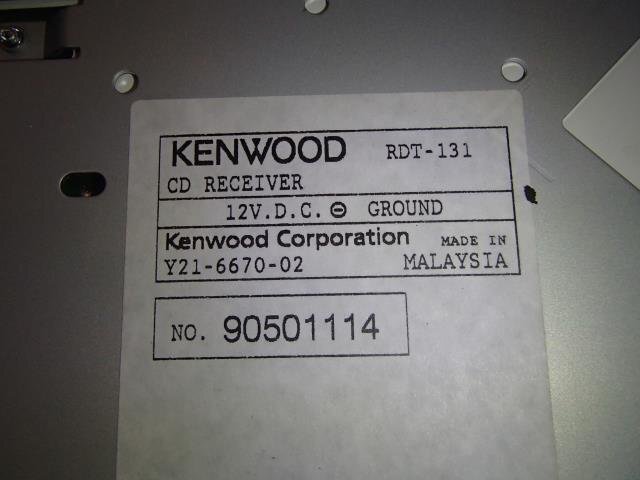 KENWOOD RDT-131
CD RECEIVER
12V.D.C. ⊖ GROUND
Kenwood Corporation MADE IN
Y21-6670-02 MALAYSIA
NO. 90501114